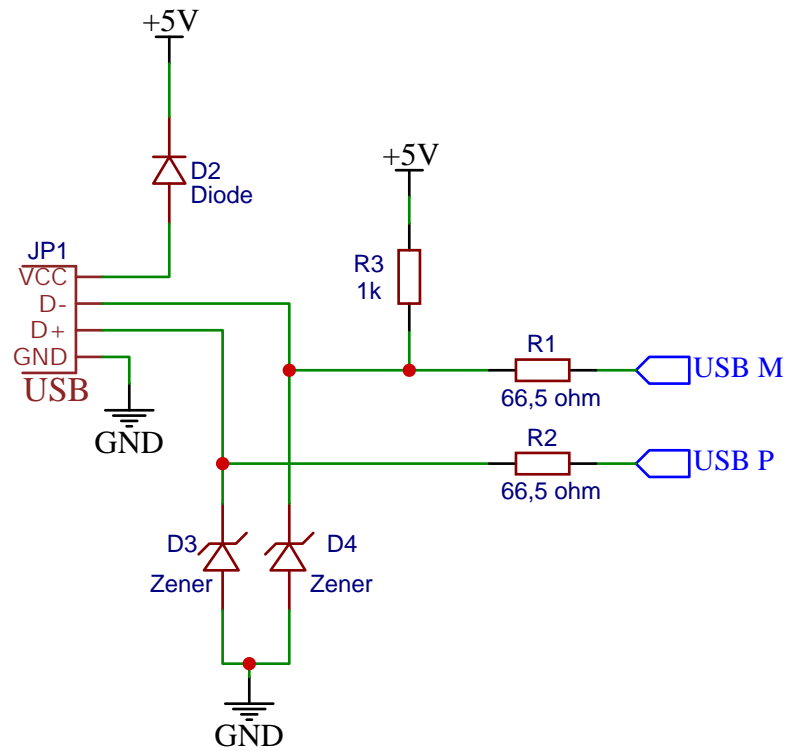 +5V
D2
Diode
+5V
JP1
VCC
D-
D+
GND
USB
GND
R3
1k
R1
66,5 ohm
USB M
R2
66,5 ohm
USB P
D3
Zener
D4
Zener
GND